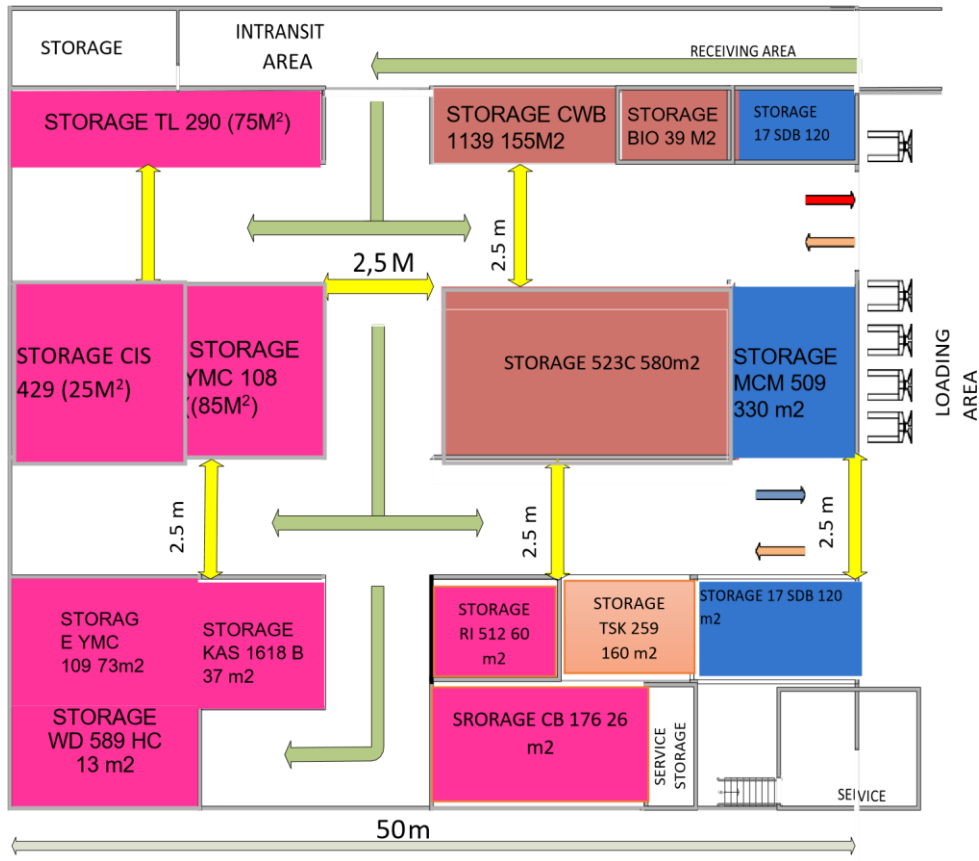 STORAGE
INTRANSIT
AREA
RECEIVING AREA
STORAGE TL 290 (75M²)
STORAGE CWB
1139 155M2
STORAGE
BIO 39 M2
STORAGE
17 SDB 120
2.5 m
2,5 M
STORAGE CIS
429 (25M²)
STORAGE
YMC 108
((85M²)
STORAGE 523C 580m2
STORAGE
MCM 509
330 m2
LOADING
AREA
2.5 m
2.5 m
2.5 m
STORAG
E YMC
109 73m2
STORAGE
KAS 1618 B
37 m2
STORAGE
RI 512 60
m2
STORAGE
TSK 259
160 m2
STORAGE 17 SDB 120
m2
STORAGE
WD 589 HC
13 m2
SRORAGE CB 176 26
m2
SERVICE
STORAGE
SERVICE
50m